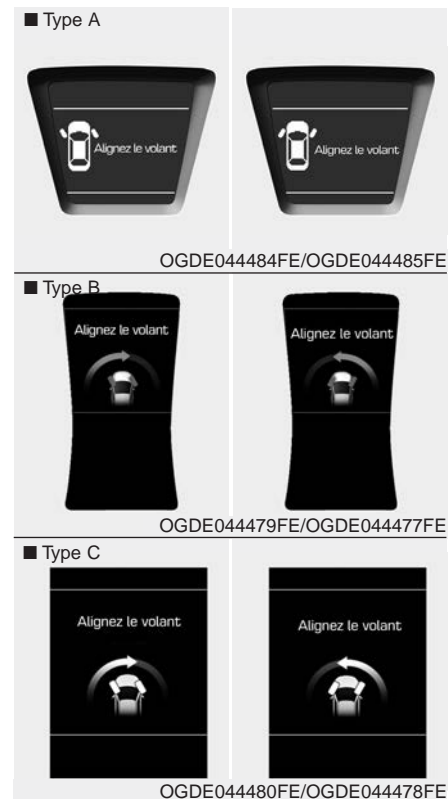 ■ Type A
Alignez le volant
Alignez le volant
OGDE044484FE/OGDE044485FE
■ Type B
Alignez le volant
Alignez le volant
OGDE044479FE/OGDE044477FE
■ Type C
Alignez le volant
Alignez le volant
OGDE044480FE/OGDE044478FE